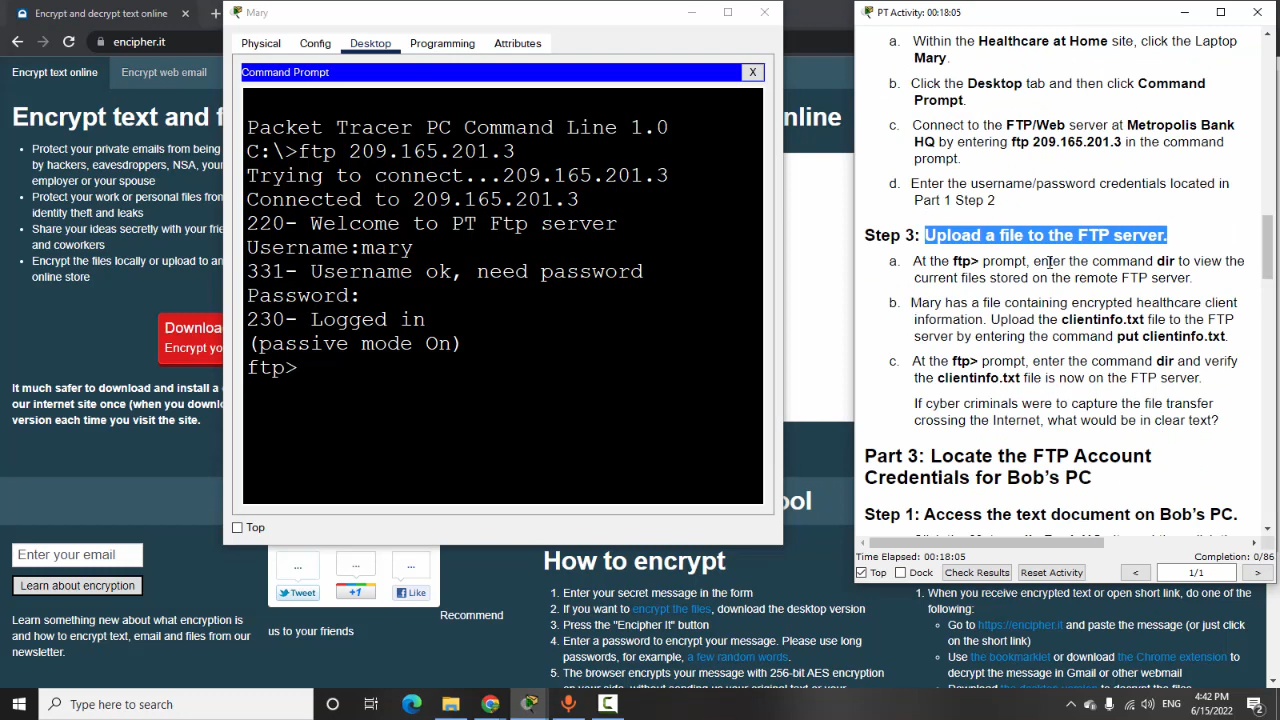 Encrypt and decrypt text online
encipher.it
Encrypt text online
Encrypt web email
Encrypt text and f
nline
Protect your private emails from being
by hackers, eavesdroppers, NSA, your
employer or your spouse
Protect your work or personal files from
identity theft and leaks
Share your ideas secretly with your frie
and coworkers
Encrypt the files locally or upload to an
online store
Download
Encrypt yo
It much safer to download and install a
our internet site once (when you downlo
version each time you visit the site.
ool
Enter your email
Learn about encryption
Learn something new about what encryption is
and how to encrypt text, email and files from our
newsletter.
...
...
...
Tweet
+1
Like
Recommend
us to your friends
How to encrypt
1. Enter your secret message in the form
2. If you want to encrypt the files, download the desktop version
3. Press the "Encipher It" button
4. Enter a password to encrypt your message. Please use long
passwords, for example, a few random words.
5. The browser encrypts your message with 256-bit AES encryption
1. When you receive encrypted text or open short link, do one of the
following:
Go to https://encipher.it and paste the message (or just click
on the short link)
Use the bookmarklet or download the Chrome extension to
decrypt the message in Gmail or other webmail
Mary
Physical
Config
Desktop
Programming
Attributes
Command Prompt
X
Packet Tracer PC Command Line 1.0
C:\>ftp 209.165.201.3
Trying to connect...209.165.201.3
Connected to 209.165.201.3
220- Welcome to PT Ftp server
Username:mary
331- Username ok, need password
Password:
230- Logged in
(passive mode On)
ftp>
Top
PT Activity: 00:18:05
a. Within the Healthcare at Home site, click the Laptop
Mary.
b. Click the Desktop tab and then click Command
Prompt.
c. Connect to the FTP/Web server at Metropolis Bank
HQ by entering ftp 209.165.201.3 in the command
prompt.
d. Enter the username/password credentials located in
Part 1 Step 2
Step 3: Upload a file to the FTP server.
a. At the ftp> prompt, enter the command dir to view the
current files stored on the remote FTP server.
b. Mary has a file containing encrypted healthcare client
information. Upload the clientinfo.txt file to the FTP
server by entering the command put clientinfo.txt.
c. At the ftp> prompt, enter the command dir and verify
the clientinfo.txt file is now on the FTP server.
If cyber criminals were to capture the file transfer
crossing the Internet, what would be in clear text?
Part 3: Locate the FTP Account
Credentials for Bob's PC
Step 1: Access the text document on Bob's PC.
Time Elapsed: 00:18:05
Completion: 0/86
Top
Dock
Check Results
Reset Activity
<
1/1
>
Type here to search
4:42 PM
6/15/2022
2